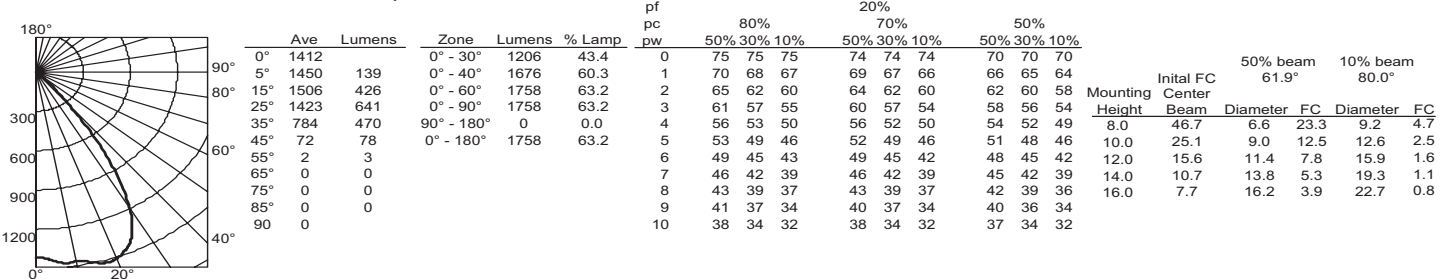 180°
90°
80°
300
600
60°
900
1200
40°
0°
20°
Ave Lumens
0° 1412
5° 1450 139
15° 1506 426
25° 1423 641
35° 784 470
45° 72 78
55° 2 3
65° 0 0
75° 0 0
85° 0 0
90 0
Zone Lumens % Lamp
0° - 30° 1206 43.4
0° - 40° 1676 60.3
0° - 60° 1758 63.2
0° - 90° 1758 63.2
90° - 180° 0 0.0
0° - 180° 1758 63.2
pf 20%
pc 80% 70% 50%
pw 50% 30% 10% 50% 30% 10% 50% 30% 10%
0 75 75 75 74 74 74 70 70 70
1 70 68 67 69 67 66 66 65 64
2 65 62 60 64 62 60 62 60 58
3 61 57 55 60 57 54 58 56 54
4 56 53 50 56 52 50 54 52 49
5 53 49 46 52 49 46 51 48 46
6 49 45 43 49 45 42 48 45 42
7 46 42 39 46 42 39 45 42 39
8 43 39 37 43 39 37 42 39 36
9 41 37 34 40 37 34 40 36 34
10 38 34 32 38 34 32 37 34 32
50% beam 10% beam
Inital FC 61.9° 80.0°
Mounting Center
Height Beam Diameter FC Diameter FC
8.0 46.7 6.6 23.3 9.2 4.7
10.0 25.1 9.0 12.5 12.6 2.5
12.0 15.6 11.4 7.8 15.9 1.6
14.0 10.7 13.8 5.3 19.3 1.1
16.0 7.7 16.2 3.9 22.7 0.8